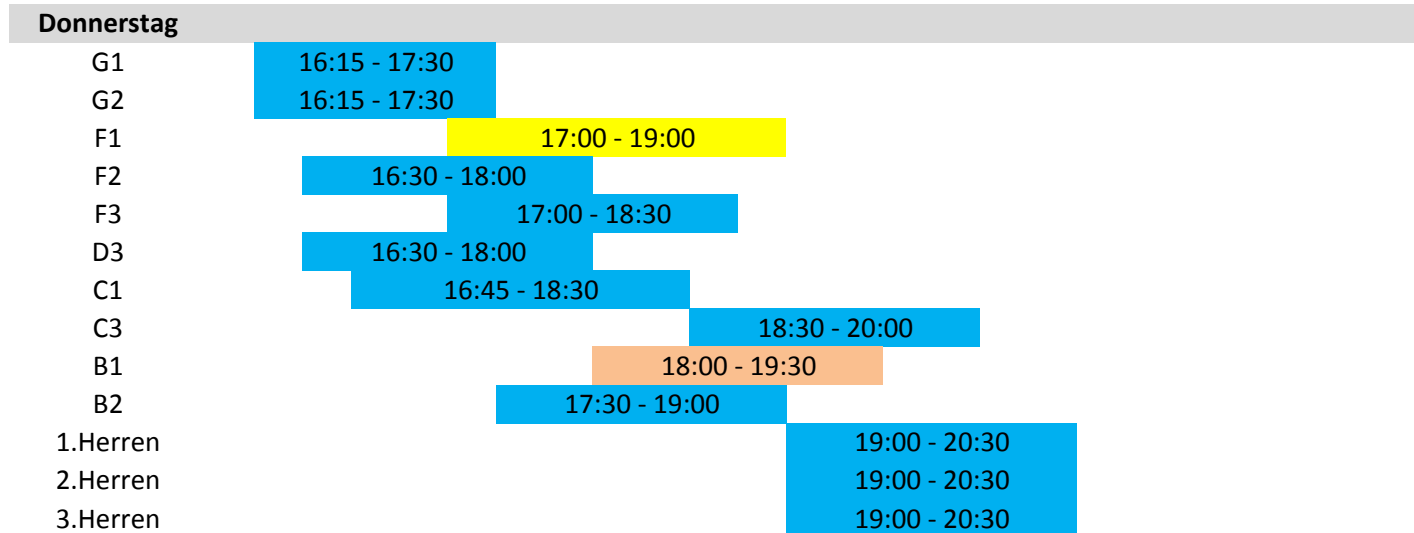 Donnerstag
G1 16:15 - 17:30
G2 16:15 - 17:30
F1 17:00 - 19:00
F2 16:30 - 18:00
F3 17:00 - 18:30
D3 16:30 - 18:00
C1 16:45 - 18:30
C3 18:30 - 20:00
B1 18:00 - 19:30
B2 17:30 - 19:00
1.Herren 19:00 - 20:30
2.Herren 19:00 - 20:30
3.Herren 19:00 - 20:30